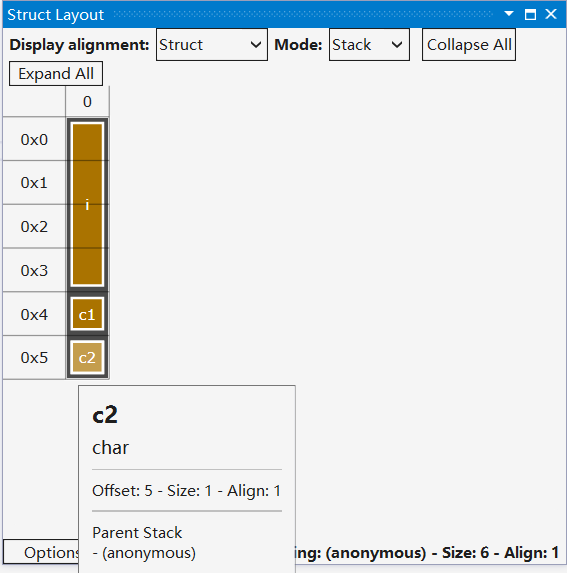 Struct Layout
Display alignment: Struct Mode: Stack Collapse All
Expand All
0
0x0
0x1
i
0x2
0x3
0x4 c1
0x5 c2
c2
char
Offset: 5 - Size: 1 - Align: 1
Parent Stack
- (anonymous)
Options ing: (anonymous) - Size: 6 - Align: 1